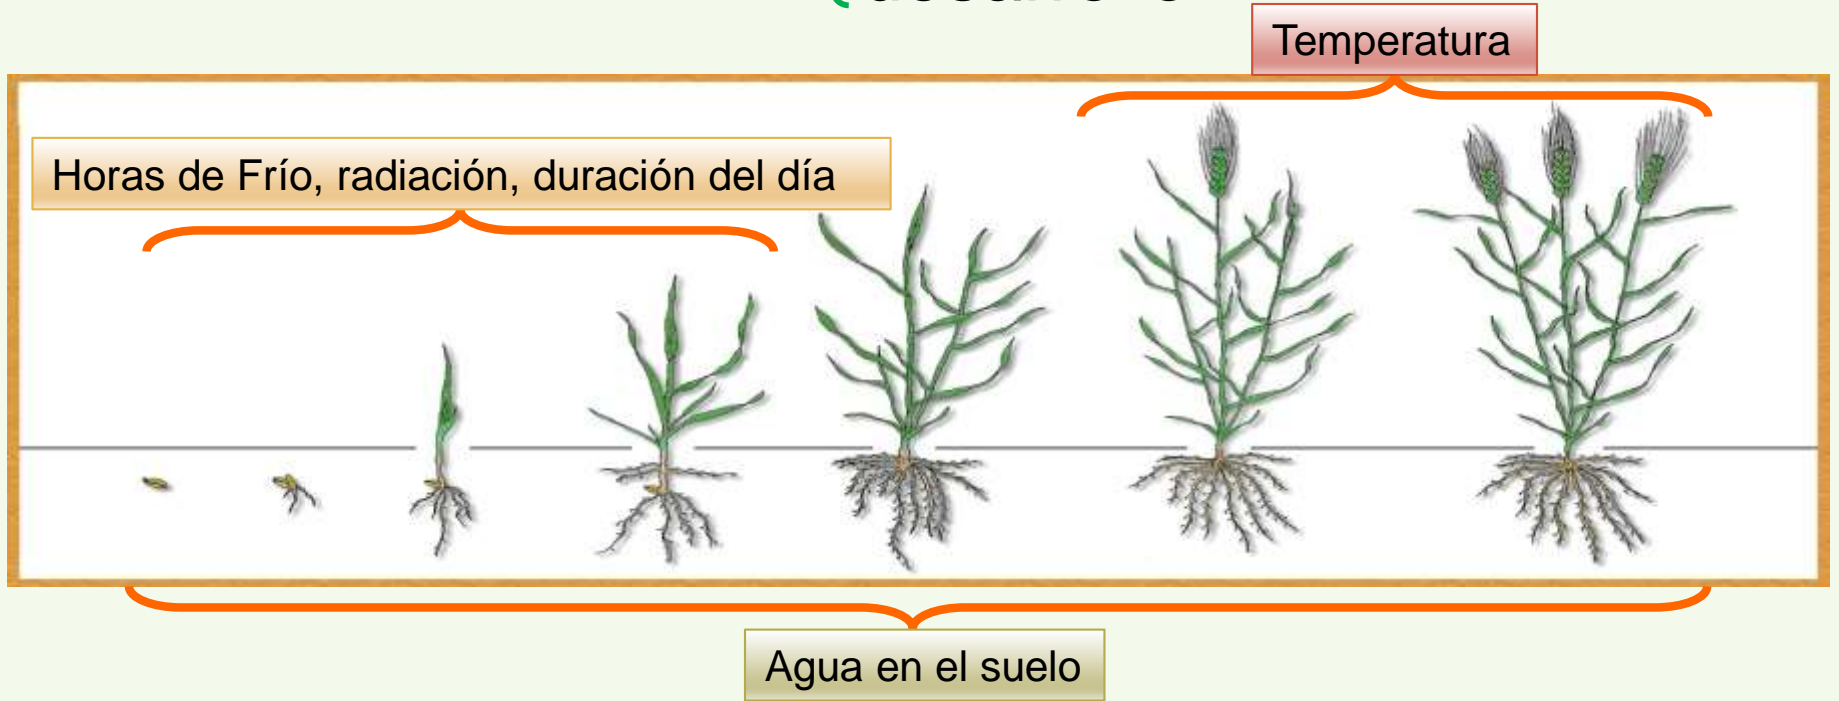 Temperatura
Horas de Frío, radiación, duración del día
Agua en el suelo